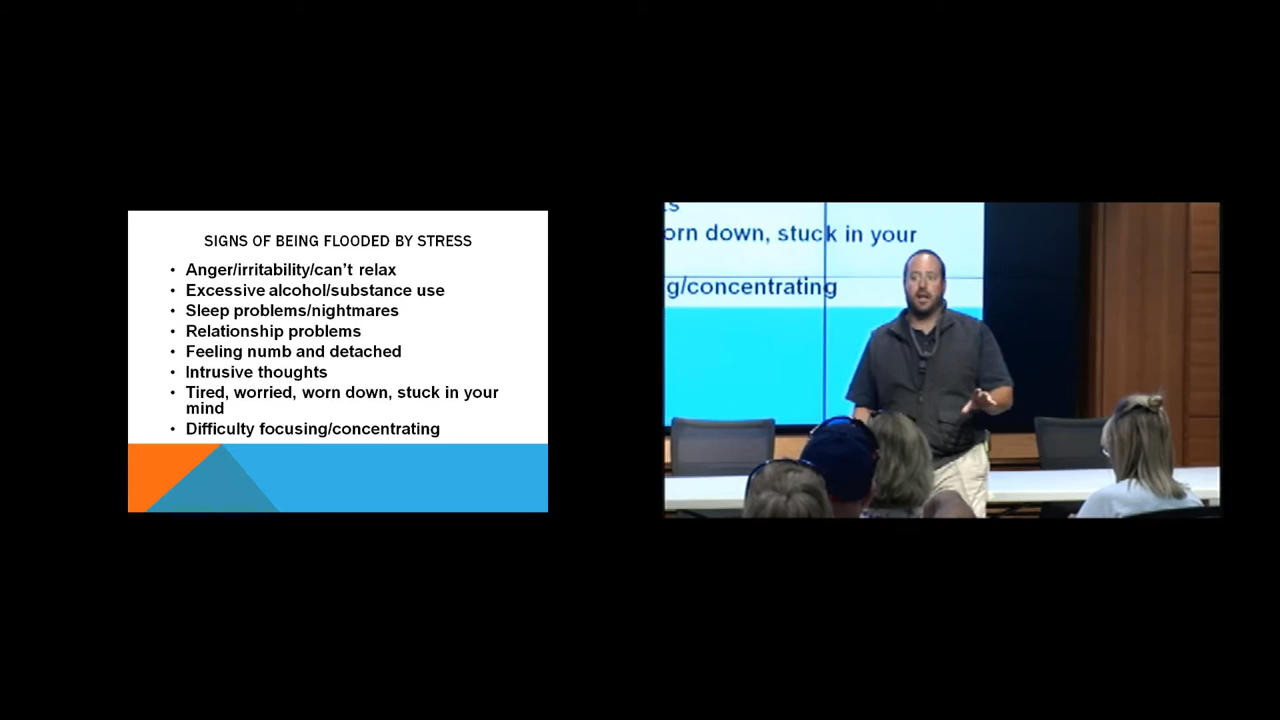 SIGNS OF BEING FLOODED BY STRESS
• Anger/irritability/can't relax
• Excessive alcohol/substance use
• Sleep problems/nightmares
• Relationship problems
• Feeling numb and detached
• Intrusive thoughts
• Tired, worried, worn down, stuck in your
mind
• Difficulty focusing/concentrating
ts
orn down, stuck in your
g/concentrating